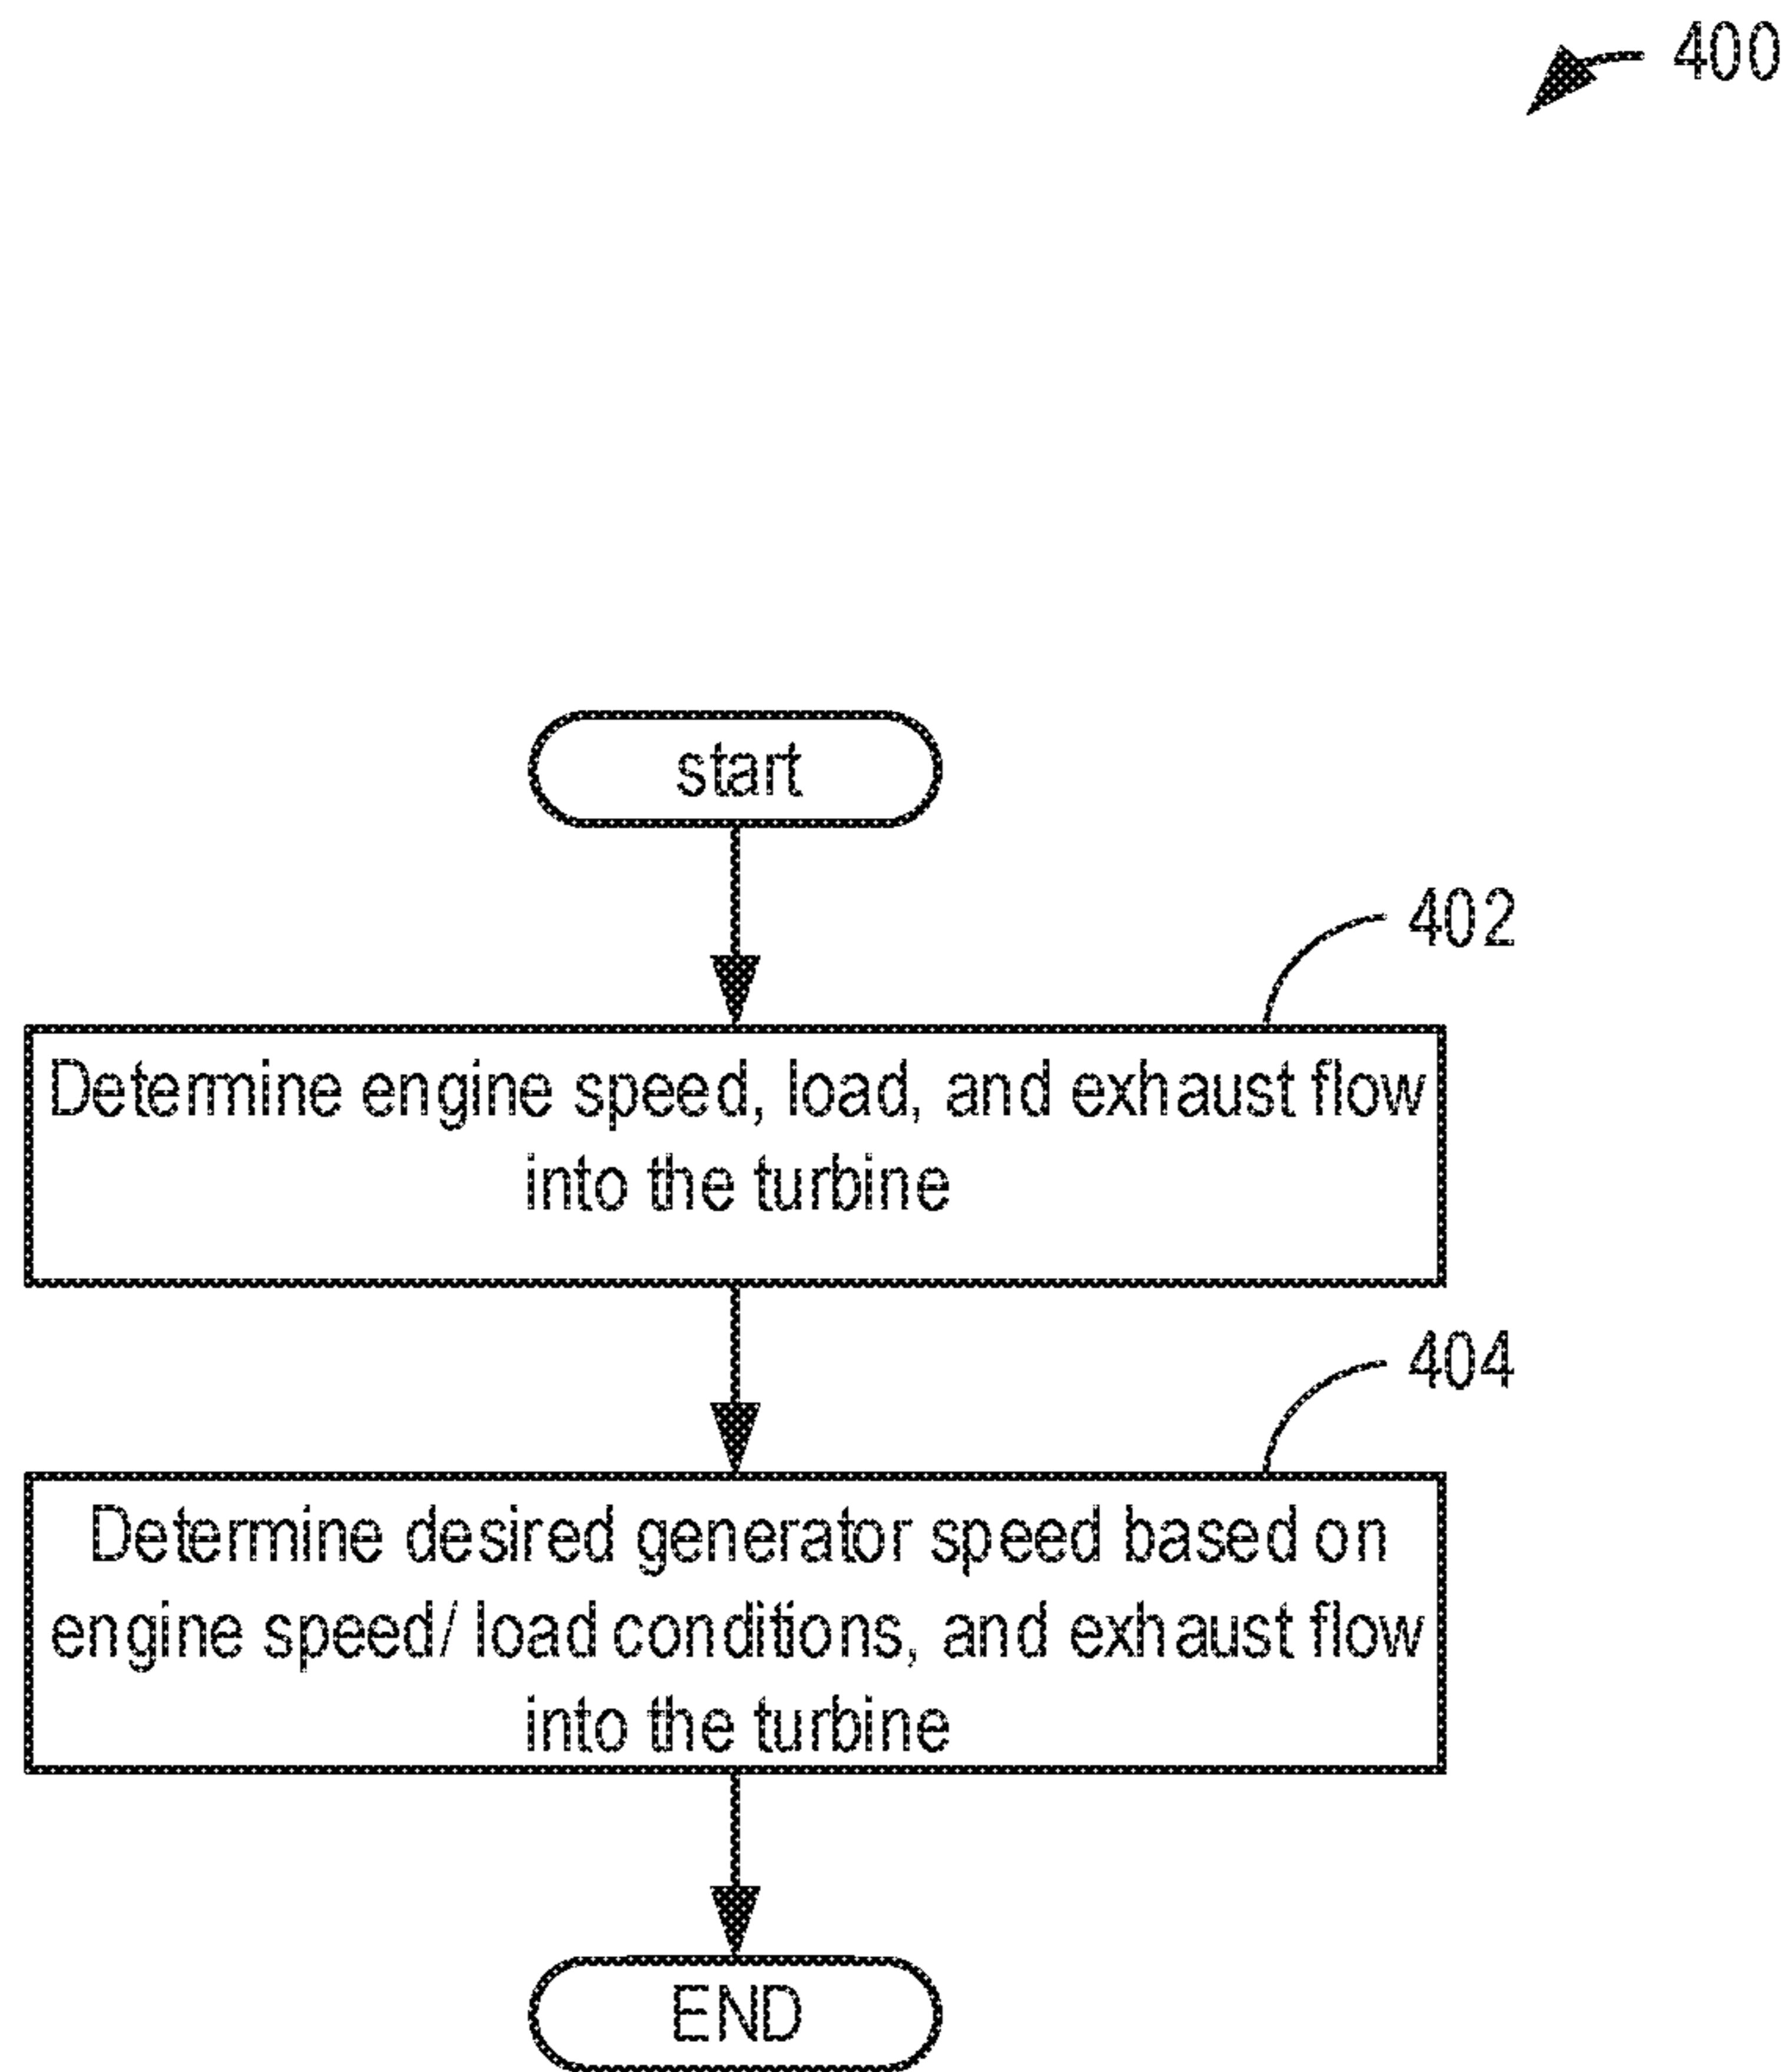 400
start
402
Determine engine speed, load, and exhaust flow
into the turbine
404
Determine desired generator speed based on
engine speed/ load conditions, and exhaust flow
into the turbine
END